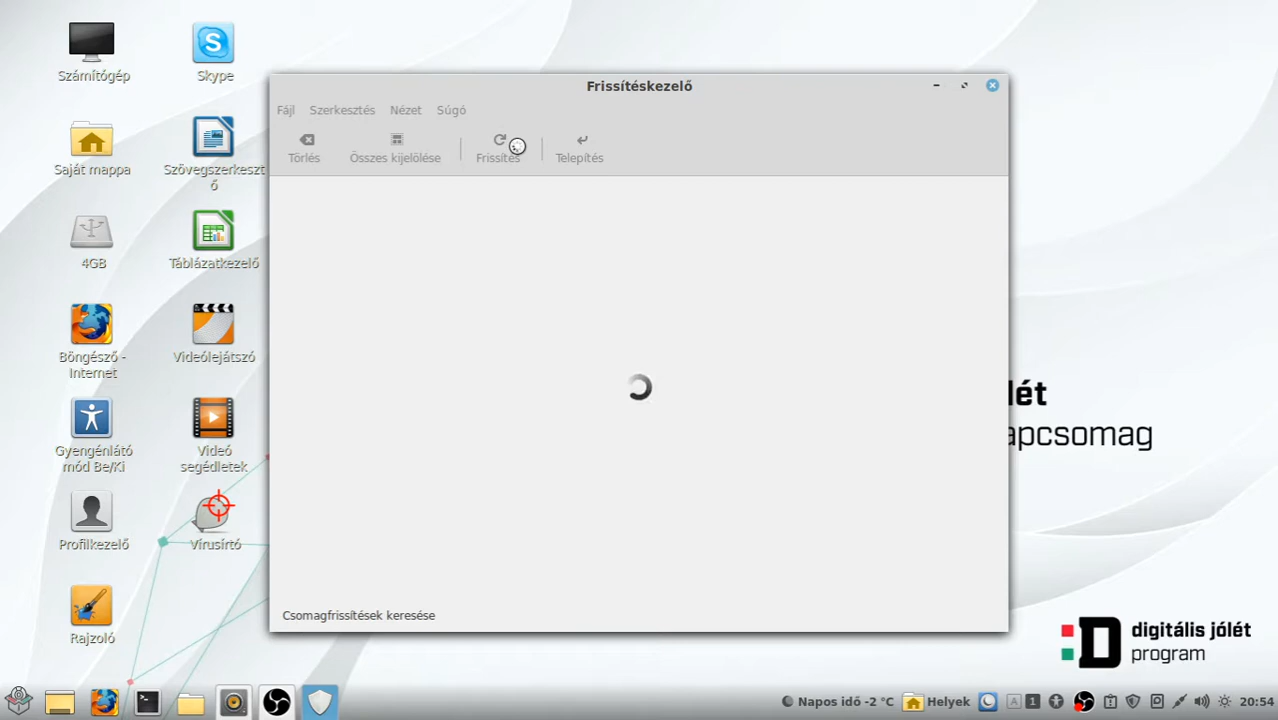 Számítógép
Skype
Saját mappa
Szövegszerkeszt
ő
4GB
Táblázatkezelő
Böngésző -
Internet
Videólejátszó
Gyengénlátó
mód Be/Ki
Videó
segédletek
Profilkezelő
Vírusírtó
Rajzoló
Frissítéskezelő
Fájl Szerkesztés Nézet Súgó
Törlés Összes kijelölése Frissítés Telepítés
Csomagfrissítések keresése
lét
apcsomag
digitális jólét
program
Napos idő -2 °C Helyek A 1 20:54